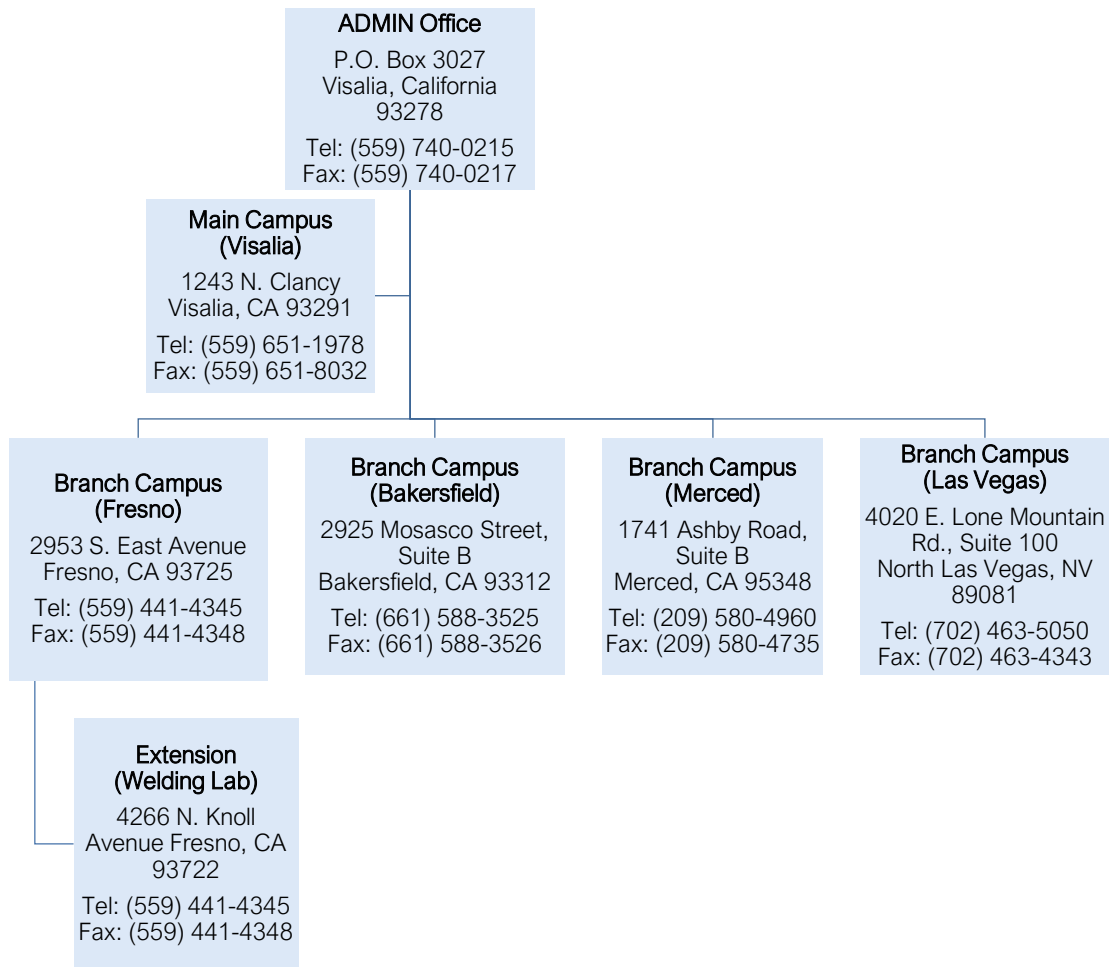 ADMIN Office
P.O. Box 3027
Visalia, California
93278
Tel: (559) 740-0215
Fax: (559) 740-0217
Main Campus
(Visalia)
1243 N. Clancy
Visalia, CA 93291
Tel: (559) 651-1978
Fax: (559) 651-8032
Branch Campus
(Fresno)
2953 S. East Avenue
Fresno, CA 93725
Tel: (559) 441-4345
Fax: (559) 441-4348
Branch Campus
(Bakersfield)
2925 Mosasco Street,
Suite B
Bakersfield, CA 93312
Tel: (661) 588-3525
Fax: (661) 588-3526
Branch Campus
(Merced)
1741 Ashby Road,
Suite B
Merced, CA 95348
Tel: (209) 580-4960
Fax: (209) 580-4735
Branch Campus
(Las Vegas)
4020 E. Lone Mountain
Rd., Suite 100
North Las Vegas, NV
89081
Tel: (702) 463-5050
Fax: (702) 463-4343
Extension
(Welding Lab)
4266 N. Knoll
Avenue Fresno, CA
93722
Tel: (559) 441-4345
Fax: (559) 441-4348